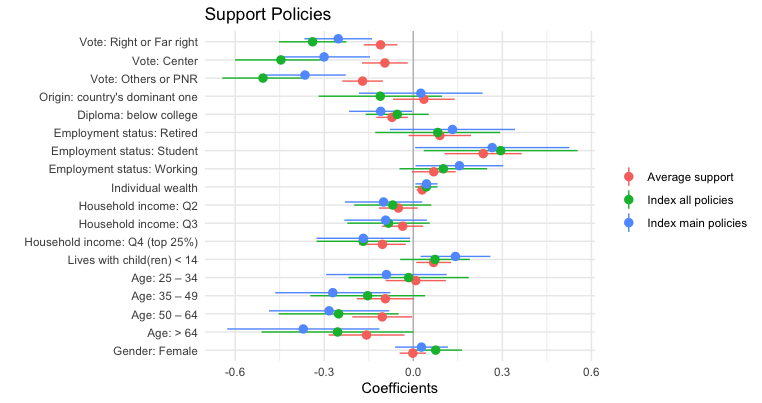 Support Policies
Vote: Right or Far right
Vote: Center
Vote: Others or PNR
Origin: country's dominant one
Diploma: below college
Employment status: Retired
Employment status: Student
Employment status: Working
Individual wealth
Household income: Q2
Household income: Q3
Household income: Q4 (top 25%)
Lives with child(ren) < 14
Age: 25 – 34
Age: 35 – 49
Age: 50 – 64
Age: > 64
Gender: Female
-0.6 -0.3 0.0 0.3 0.6
Coefficients
Average support
Index all policies
Index main policies